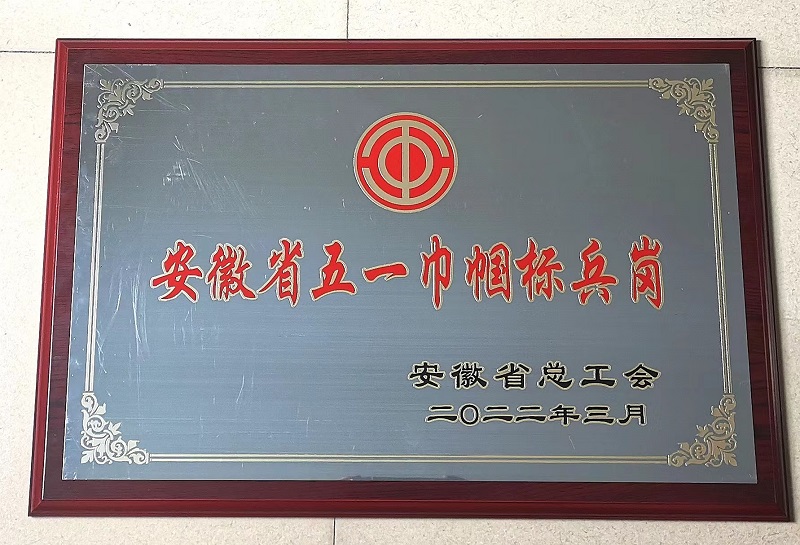 安徽省五一巾帼标兵岗
安徽省总工会
二〇二二年三月